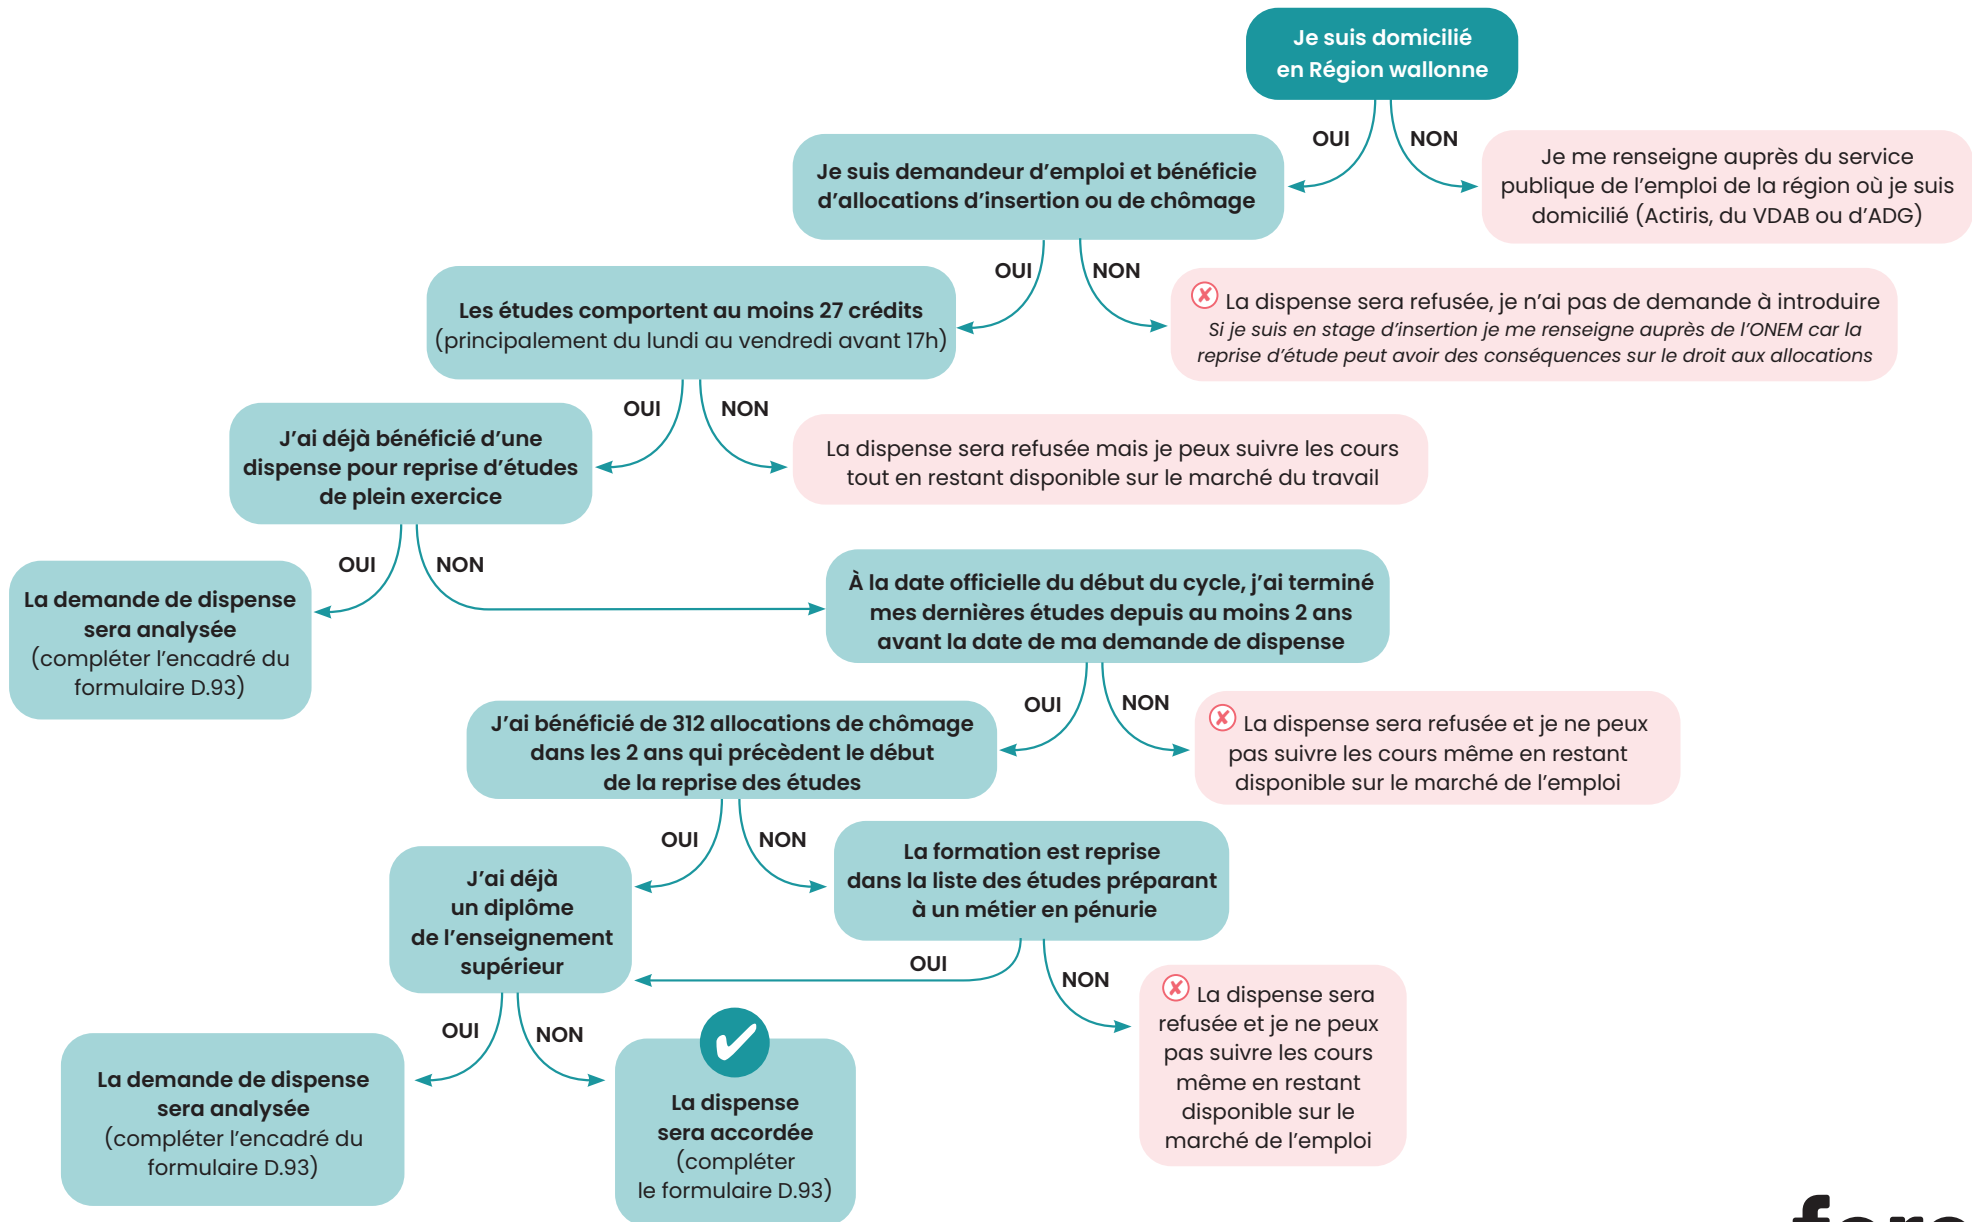 Je suis domicilié
en Région wallonne
OUI
NON
Je suis demandeur d'emploi et bénéficie
d'allocations d'insertion ou de chômage
Je me renseigne auprès du service
publique de l'emploi de la région où je suis
domicilié (Actiris, du VDAB ou d'ADG)
OUI
NON
Les études comportent au moins 27 crédits
(principalement du lundi au vendredi avant 17h)
La dispense sera refusée, je n'ai pas de demande à introduire
Si je suis en stage d'insertion je me renseigne auprès de l'ONEM car la
reprise d'étude peut avoir des conséquences sur le droit aux allocations
OUI
NON
J'ai déjà bénéficié d'une
dispense pour reprise d'études
de plein exercice
La dispense sera refusée mais je peux suivre les cours
tout en restant disponible sur le marché du travail
OUI
NON
La demande de dispense
sera analysée
(compléter l'encadré du
formulaire D.93)
À la date officielle du début du cycle, j'ai terminé
mes dernières études depuis au moins 2 ans
avant la date de ma demande de dispense
OUI
NON
J'ai bénéficié de 312 allocations de chômage
dans les 2 ans qui précèdent le début
de la reprise des études
La dispense sera refusée et je ne peux
pas suivre les cours même en restant
disponible sur le marché de l'emploi
OUI
NON
J'ai déjà
un diplôme
de l'enseignement
supérieur
La formation est reprise
dans la liste des études préparant
à un métier en pénurie
OUI
NON
La dispense sera
refusée et je ne peux
pas suivre les cours
même en restant
disponible sur le
marché de l'emploi
OUI
NON
La demande de dispense
sera analysée
(compléter l'encadré du
formulaire D.93)
La dispense
sera accordée
(compléter
le formulaire D.93)